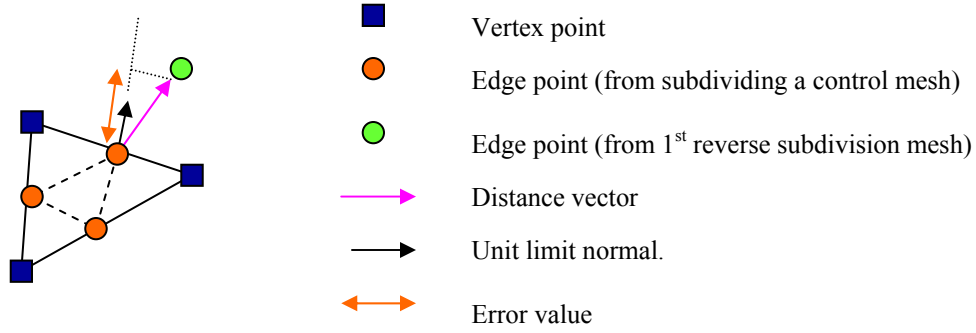 Vertex point
Edge point (from subdividing a control mesh)
Edge point (from 1st reverse subdivision mesh)
Distance vector
Unit limit normal.
Error value